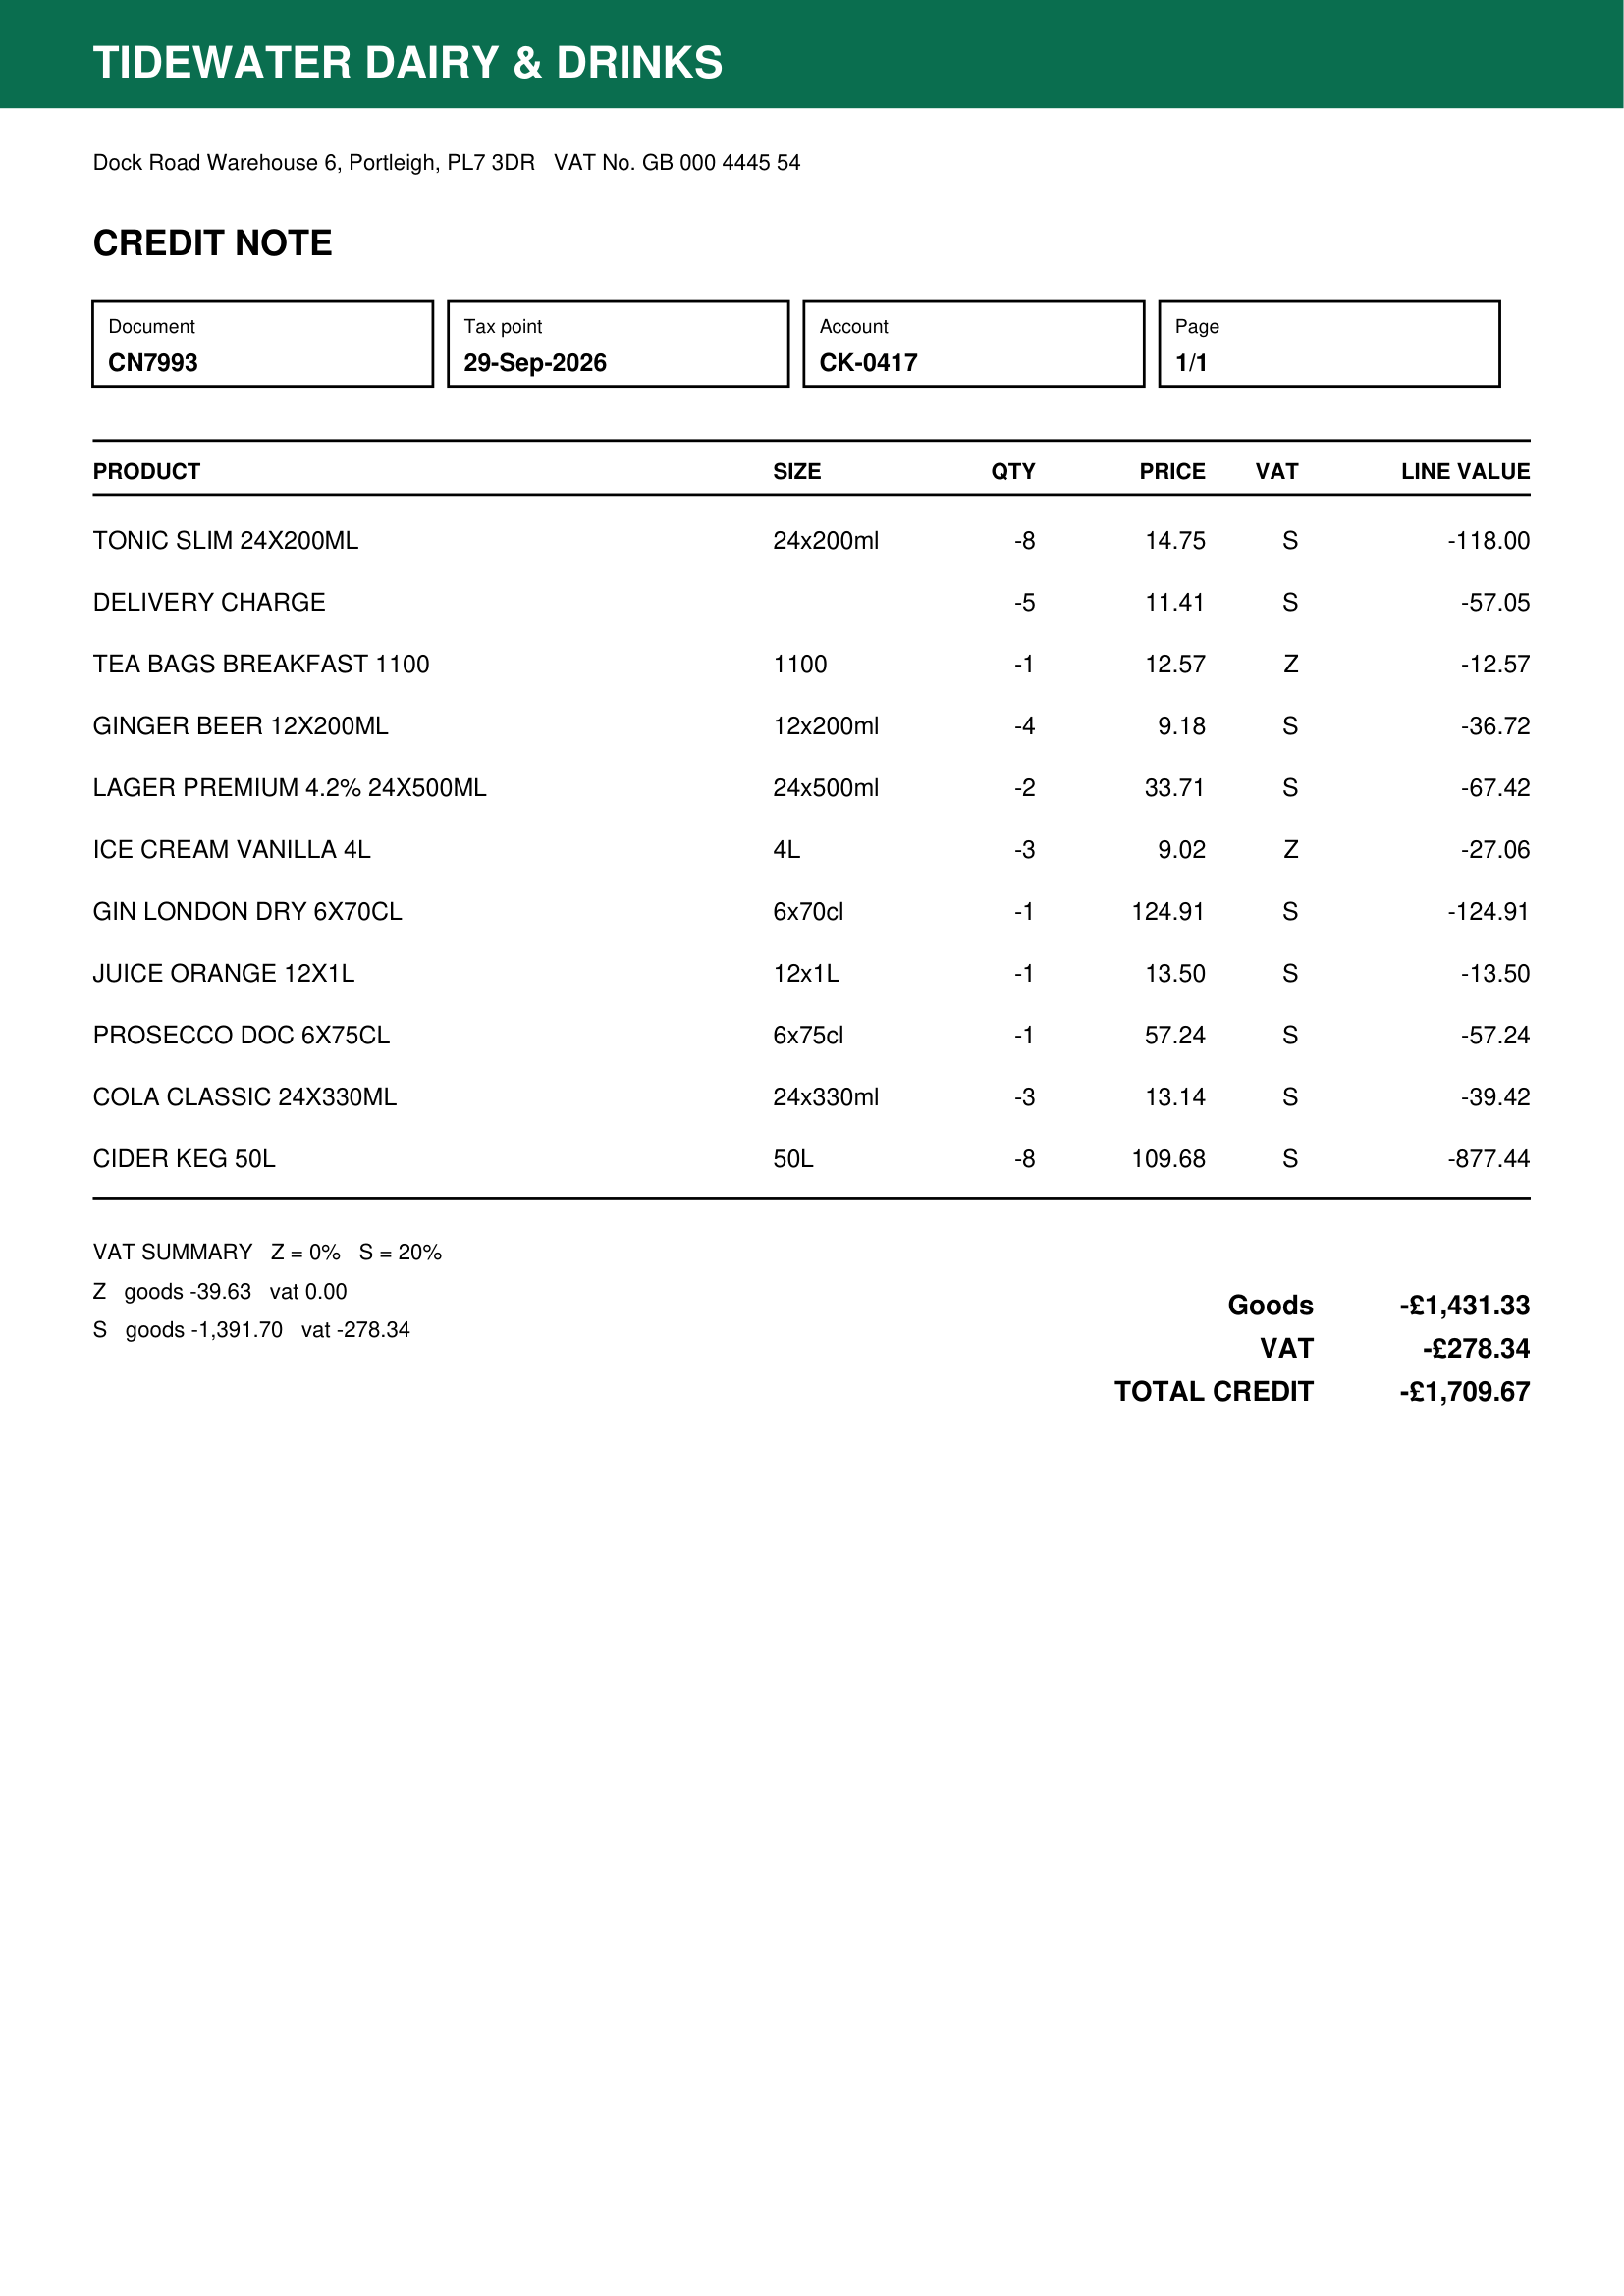 TIDEWATER DAIRY & DRINKS
Dock Road Warehouse 6, Portleigh, PL7 3DR   VAT No. GB 000 4445 54
CREDIT NOTE
Document Tax point Account Page
CN7993 29-Sep-2026 CK-0417 1/1
PRODUCT SIZE QTY PRICE VAT LINE VALUE
TONIC SLIM 24X200ML 24x200ml -8 14.75 S -118.00
DELIVERY CHARGE -5 11.41 S -57.05
TEA BAGS BREAKFAST 1100 1100 -1 12.57 Z -12.57
GINGER BEER 12X200ML 12x200ml -4 9.18 S -36.72
LAGER PREMIUM 4.2% 24X500ML 24x500ml -2 33.71 S -67.42
ICE CREAM VANILLA 4L 4L -3 9.02 Z -27.06
GIN LONDON DRY 6X70CL 6x70cl -1 124.91 S -124.91
JUICE ORANGE 12X1L 12x1L -1 13.50 S -13.50
PROSECCO DOC 6X75CL 6x75cl -1 57.24 S -57.24
COLA CLASSIC 24X330ML 24x330ml -3 13.14 S -39.42
CIDER KEG 50L 50L -8 109.68 S -877.44
VAT SUMMARY   Z = 0%   S = 20%
Z   goods -39.63   vat 0.00
S   goods -1,391.70   vat -278.34
Goods -£1,431.33
VAT -£278.34
TOTAL CREDIT -£1,709.67